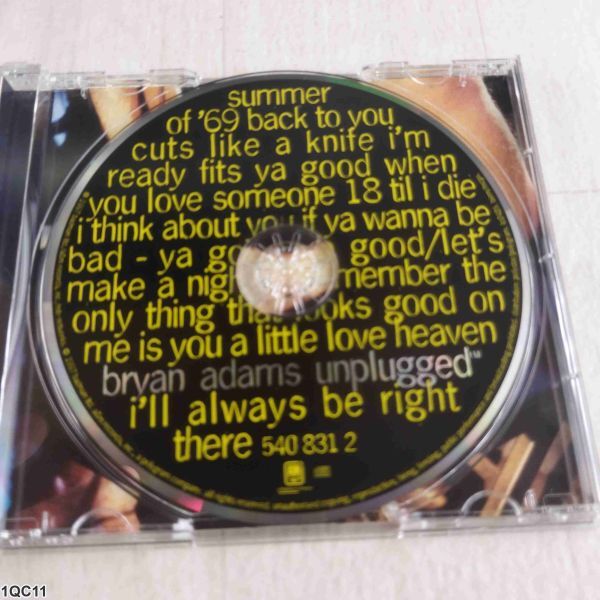 summer
of '69 back to you
cuts like a knife i'm
ready fits ya good when
you love someone 18 til i die
i think about you if ya wanna be
bad - ya good/let's
make a night remember the
only thing that looks good on
me is you a little love heaven
bryan adams unplugged™
i'll always be right
there 540 831 2
1QC11